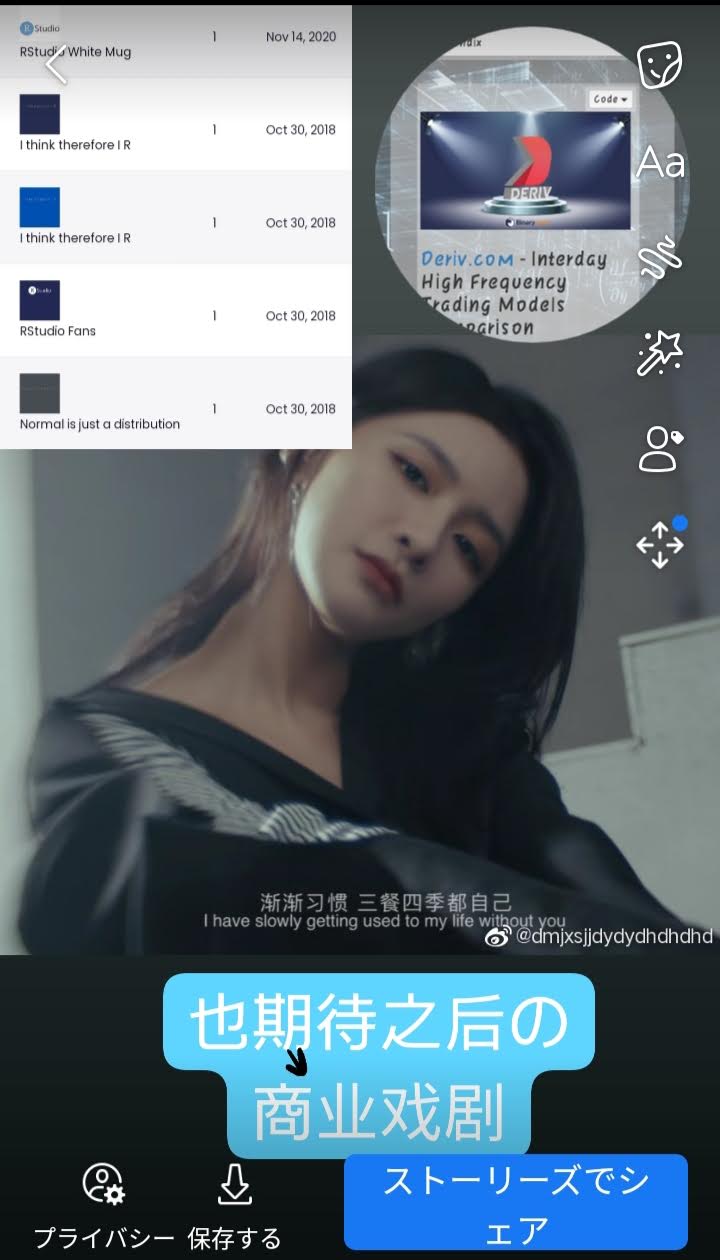 R Studio
RStudio White Mug
1
Nov 14, 2020
I think therefore I R
1
Oct 30, 2018
I think therefore I R
1
Oct 30, 2018
R Studio
RStudio Fans
1
Oct 30, 2018
Normal is just a distribution
1
Oct 30, 2018
Code
DERIV
Binary
Deriv.com - Interday
High Frequency
Trading Models
Aa
渐渐习惯 三餐四季都自己
I have slowly getting used to my life without you
@dmjxsjjdydydhdhdhd
也期待之后の
商业戏剧
プライバシー
保存する
ストーリーズでシ
ェア